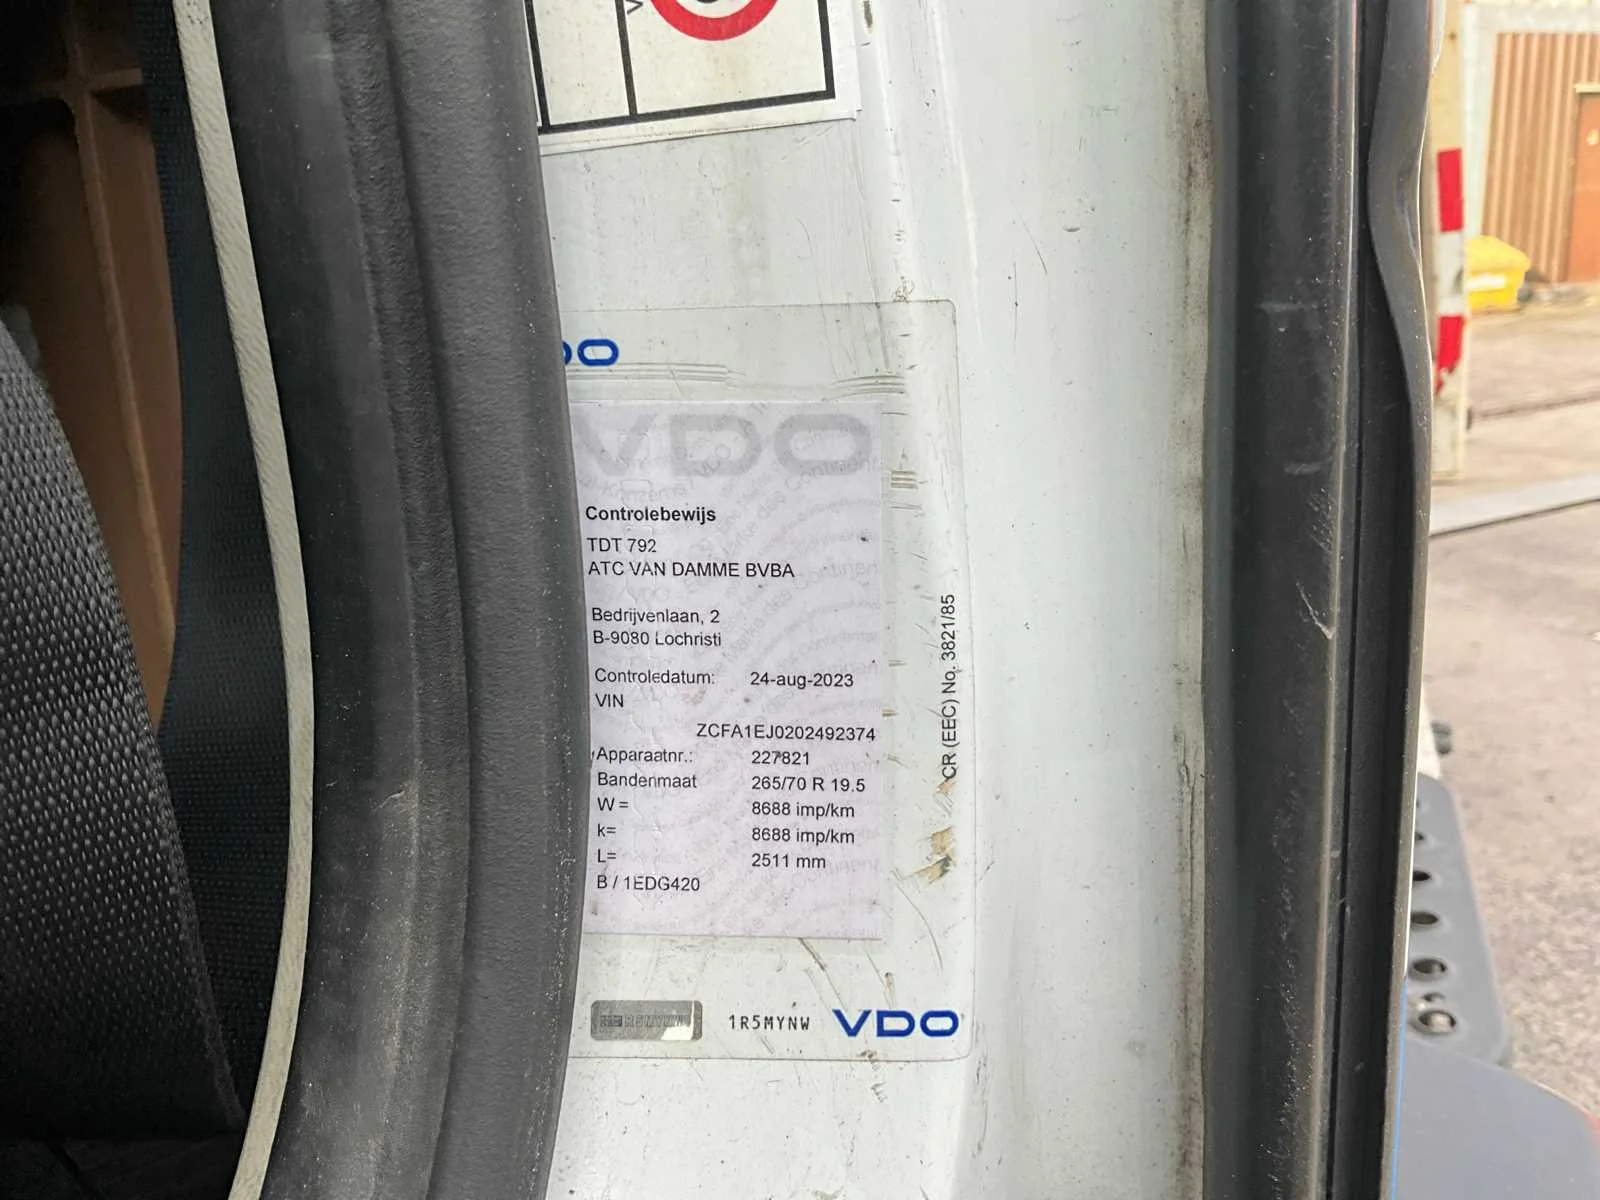 VDO
Controlebewijs
TDT 792
ATC VAN DAMME BVBA
Bedrijvenlaan, 2
B-9080 Lochristi
Controledatum: 24-aug-2023
VIN
ZCFA1EJ0202492374
Apparaatnr.: 227821
Bandenmaat 265/70 R 19.5
W = 8688 imp/km
k= 8688 imp/km
L= 2511 mm
B / 1EDG420
CR (EEC) No. 3821/85
1R5MYNW VDO